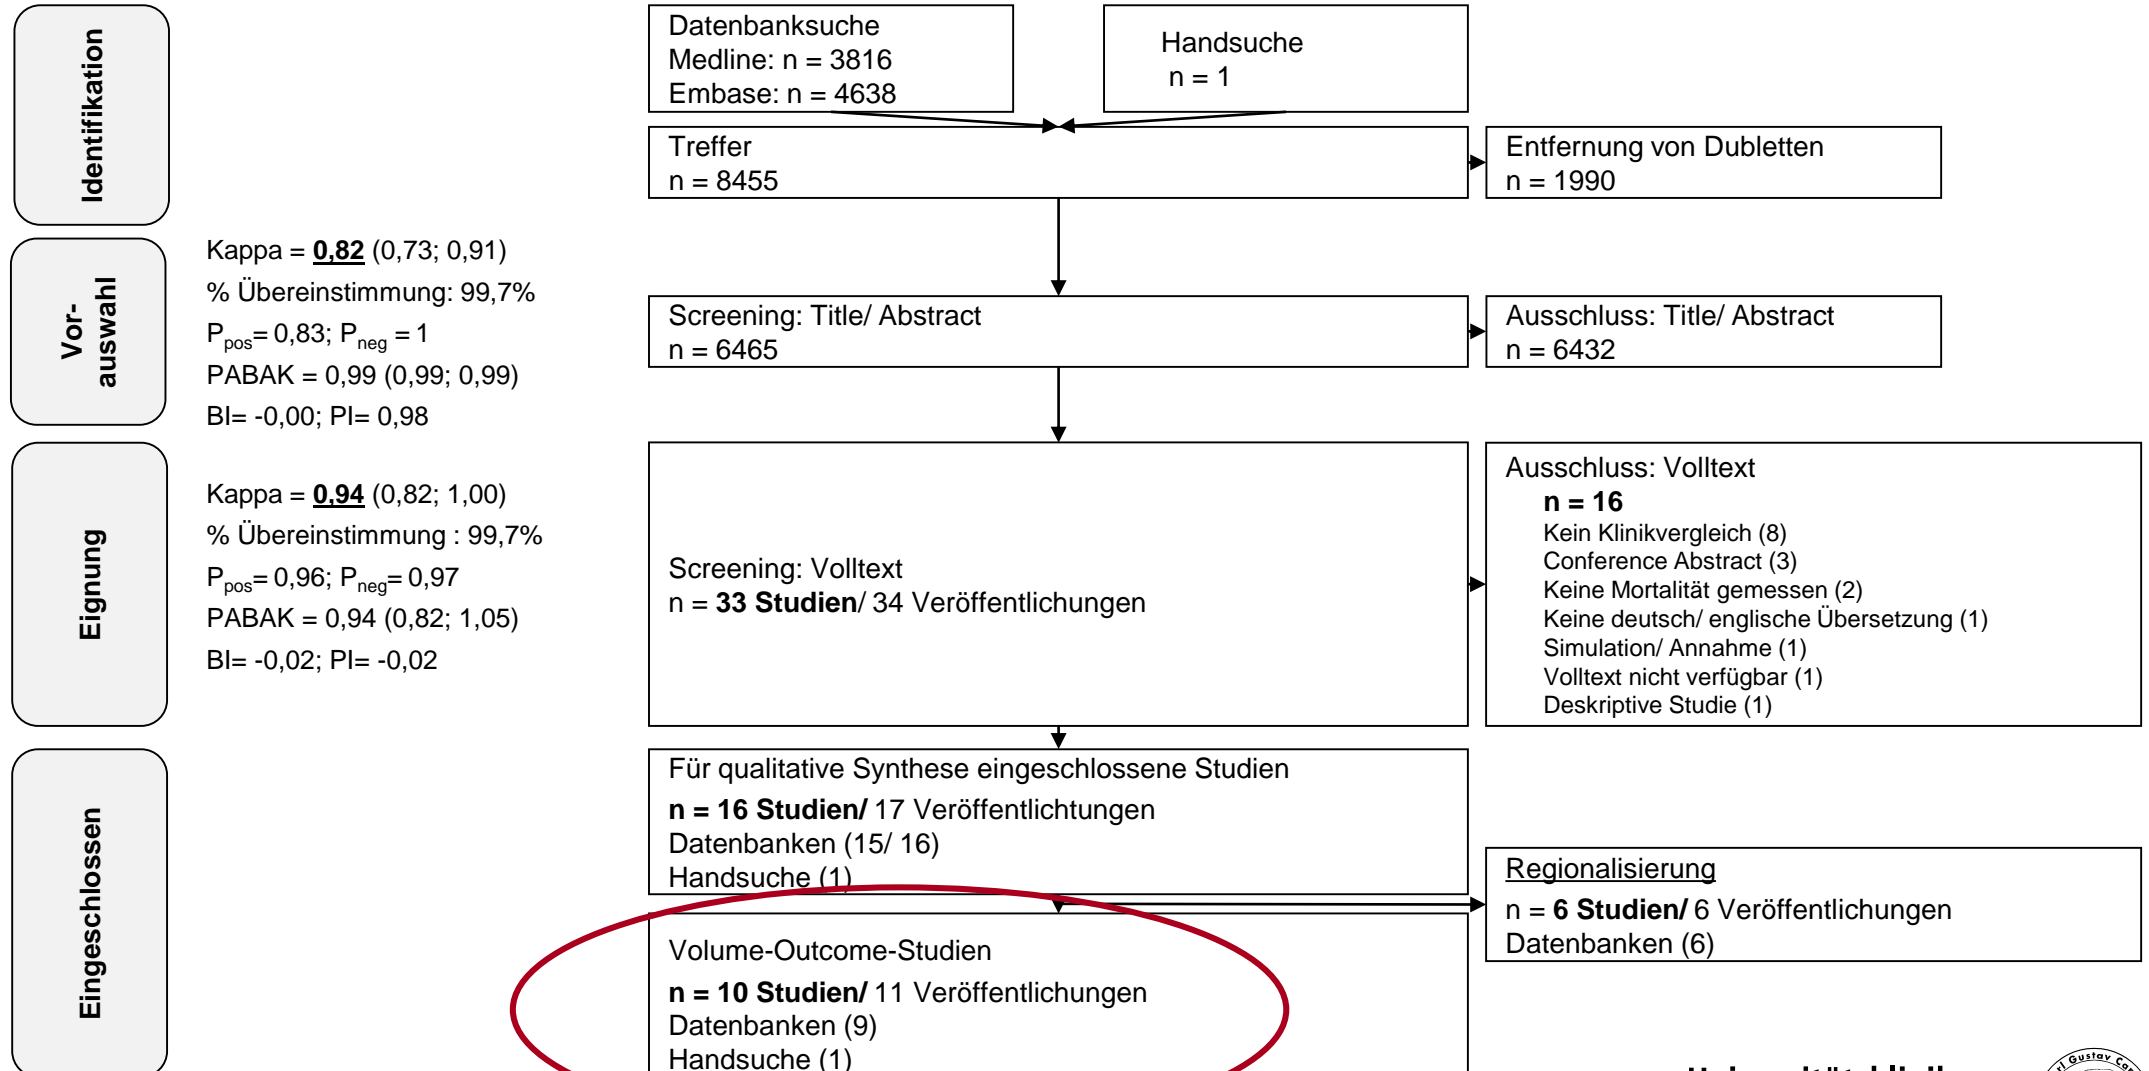 Identifikation
Datenbanksuche
Medline: n = 3816
Embase: n = 4638
Handsuche
n = 1
Treffer
n = 8455
Entfernung von Dubletten
n = 1990
Vor-
auswahl
Kappa = 0,82 (0,73; 0,91)
% Übereinstimmung: 99,7%
Ppos= 0,83; Pneg = 1
PABAK = 0,99 (0,99; 0,99)
BI= -0,00; PI= 0,98
Screening: Title/ Abstract
n = 6465
Ausschluss: Title/ Abstract
n = 6432
Eignung
Kappa = 0,94 (0,82; 1,00)
% Übereinstimmung : 99,7%
Ppos= 0,96; Pneg= 0,97
PABAK = 0,94 (0,82; 1,05)
BI= -0,02; PI= -0,02
Screening: Volltext
n = 33 Studien/ 34 Veröffentlichungen
Ausschluss: Volltext
n = 16
Kein Klinikvergleich (8)
Conference Abstract (3)
Keine Mortalität gemessen (2)
Keine deutsch/ englische Übersetzung (1)
Simulation/ Annahme (1)
Volltext nicht verfügbar (1)
Deskriptive Studie (1)
Eingeschlossen
Für qualitative Synthese eingeschlossene Studien
n = 16 Studien/ 17 Veröffentlichtungen
Datenbanken (15/ 16)
Handsuche (1)
Regionalisierung
n = 6 Studien/ 6 Veröffentlichungen
Datenbanken (6)
Volume-Outcome-Studien
n = 10 Studien/ 11 Veröffentlichungen
Datenbanken (9)
Handsuche (1)
Gustav